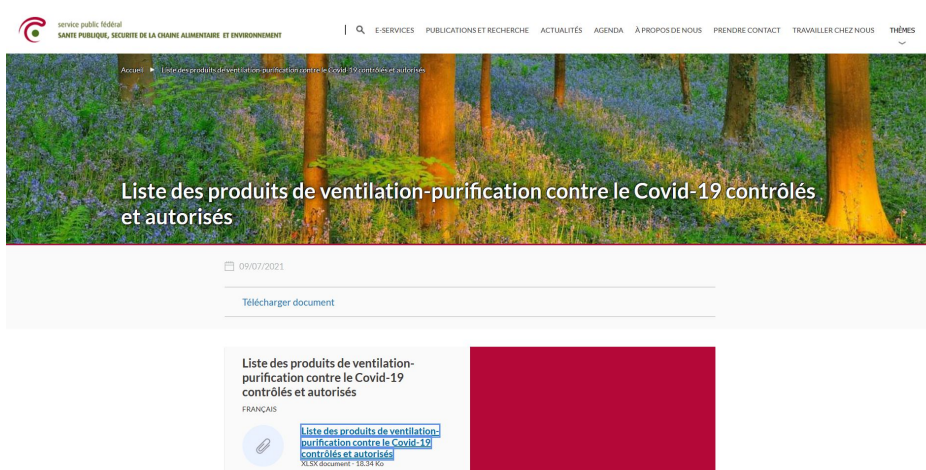 service public fédéral
SANTE PUBLIQUE, SECURITE DE LA CHAINE ALIMENTAIRE ET ENVIRONNEMENT
E-SERVICES PUBLICATIONS ET RECHERCHE ACTUALITÉS AGENDA À PROPOS DE NOUS PRENDRE CONTACT TRAVAILLER CHEZ NOUS THÈMES
Accueil ► Liste des produits de ventilation-purification contre le Covid-19 contrôlés et autorisés
Liste des produits de ventilation-purification contre le Covid-19 contrôlés
et autorisés
09/07/2021
Télécharger document
Liste des produits de ventilation-
purification contre le Covid-19
contrôlés et autorisés
FRANÇAIS
Liste des produits de ventilation-
purification contre le Covid-19
contrôlés et autorisés
XLSX document - 18.34 Ko